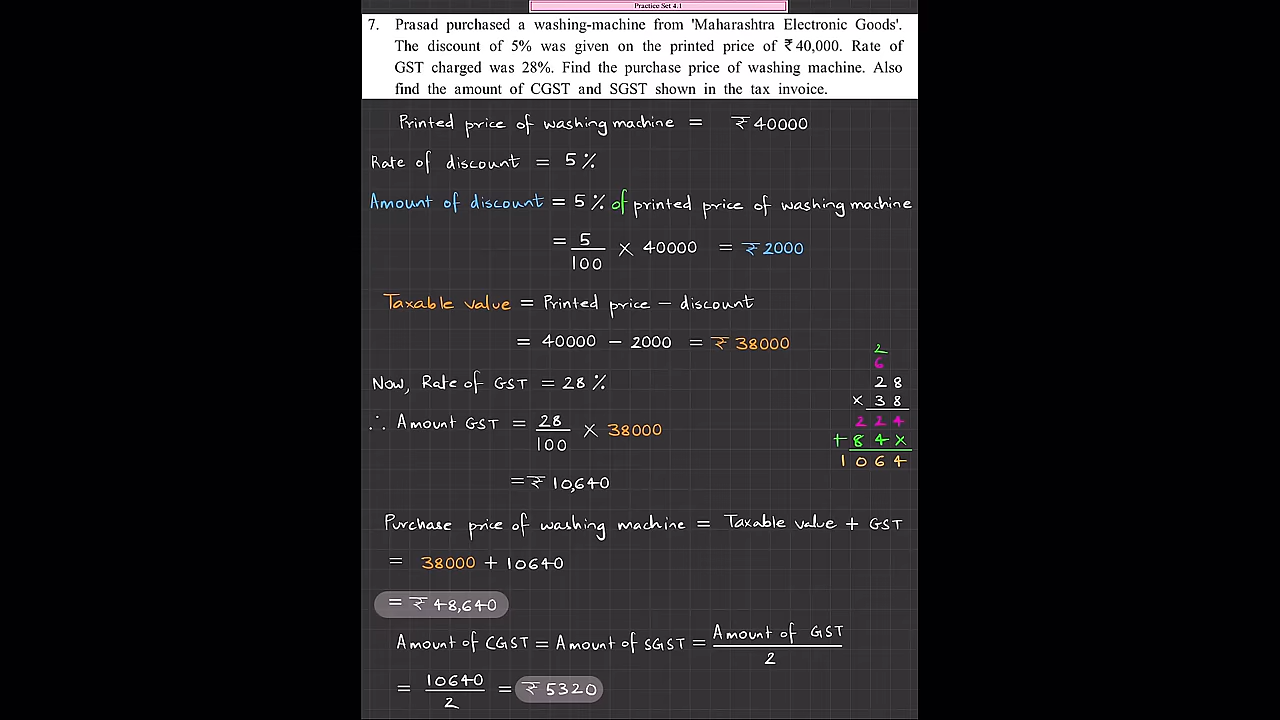 Practice Set 4.1
7. Prasad purchased a washing-machine from 'Maharashtra Electronic Goods'.
The discount of 5% was given on the printed price of ₹ 40,000. Rate of
GST charged was 28%. Find the purchase price of washing machine. Also
find the amount of CGST and SGST shown in the tax invoice.
Printed price of washing machine = ₹ 40000
Rate of discount = 5 %
Amount of discount = 5 % of printed price of washing machine
= 5/100 × 40000 = ₹ 2000
Taxable value = Printed price - discount
= 40000 - 2000 = ₹ 38000
Now, Rate of GST = 28 %
∴ Amount GST = 28/100 × 38000
= ₹ 10,640
2
6
28
× 38
224
+ 84×
1064
Purchase price of washing machine = Taxable value + GST
= 38000 + 10640
= ₹ 48,640
Amount of CGST = Amount of SGST = Amount of GST/2
= 10640/2 = ₹ 5320